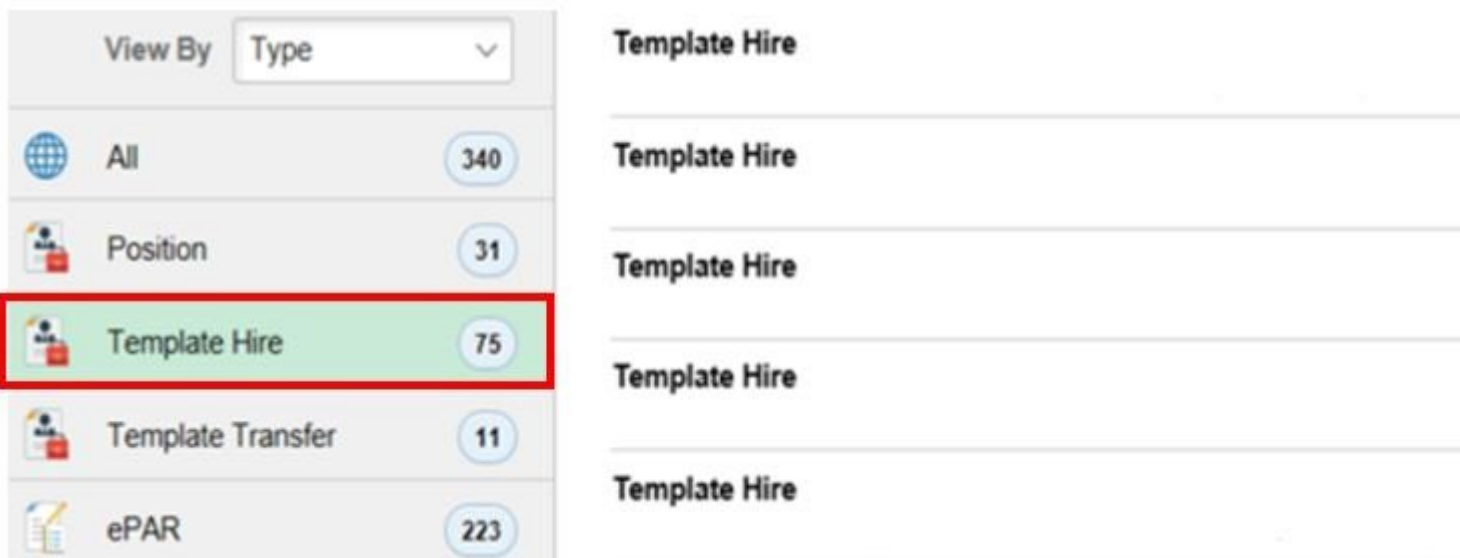 View By Type
All 340
Position 31
Template Hire 75
Template Transfer 11
ePAR 223
Template Hire
Template Hire
Template Hire
Template Hire
Template Hire